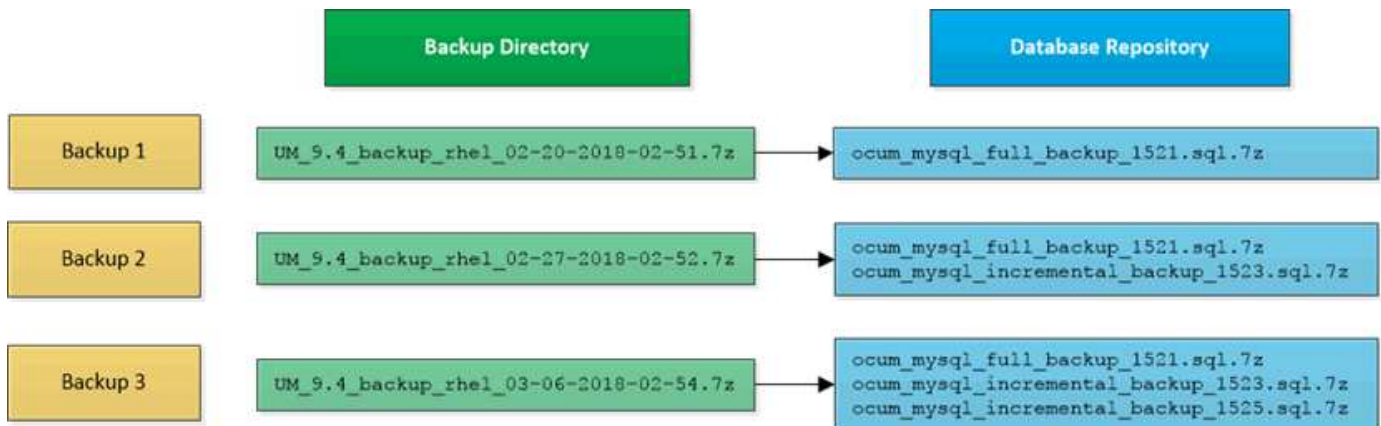 Backup Directory
Database Repository
Backup 1
UM_9.4_backup_rhel_02-20-2018-02-51.7z
ocum_mysql_full_backup_1521.sql.7z
Backup 2
UM_9.4_backup_rhel_02-27-2018-02-52.7z
ocum_mysql_full_backup_1521.sql.7z
ocum_mysql_incremental_backup_1523.sql.7z
Backup 3
UM_9.4_backup_rhel_03-06-2018-02-54.7z
ocum_mysql_full_backup_1521.sql.7z
ocum_mysql_incremental_backup_1523.sql.7z
ocum_mysql_incremental_backup_1525.sql.7z